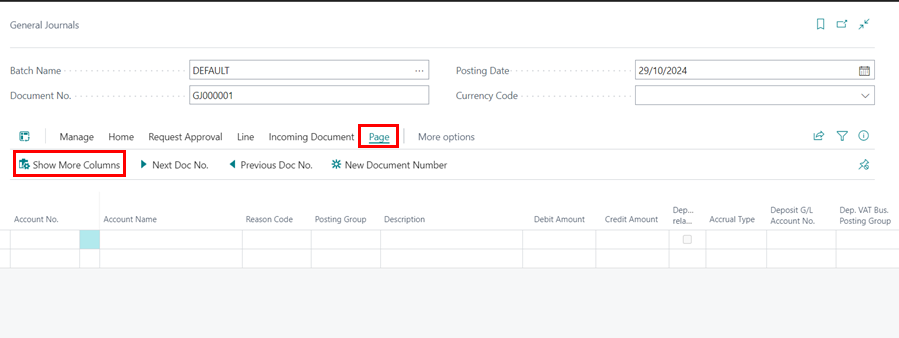 General Journals
Batch Name DEFAULT ... Posting Date 29/10/2024
Document No. GJ000001 Currency Code
Manage Home Request Approval Line Incoming Document Page More options
Show More Columns Next Doc No. Previous Doc No. New Document Number
Account No. Account Name Reason Code Posting Group Description Debit Amount Credit Amount Dep... rela... Accrual Type Deposit G/L Account No. Dep. VAT Bus. Posting Group